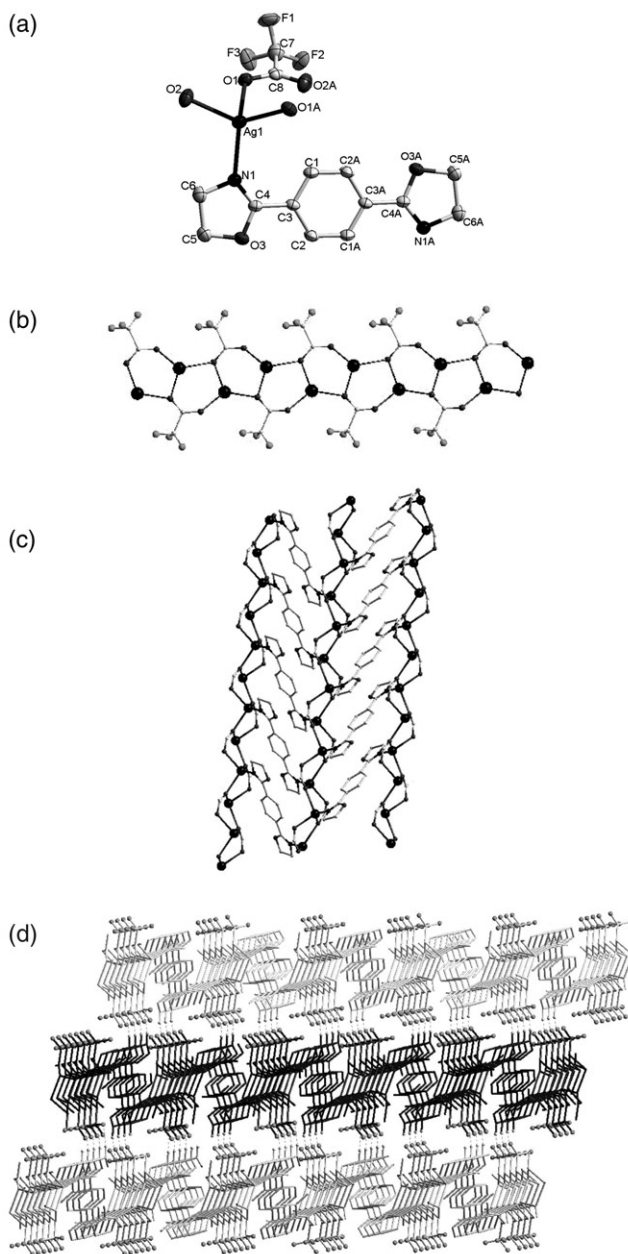 (a)
F1
F3 C7 F2
O1 C8 O2A
O2 O1A
Ag1
N1 C1 C2A O3A C5A
C6 C4 C3A
C3 C4A C6A
C5 O3 C2 C1A N1A
(b)
(c)
(d)